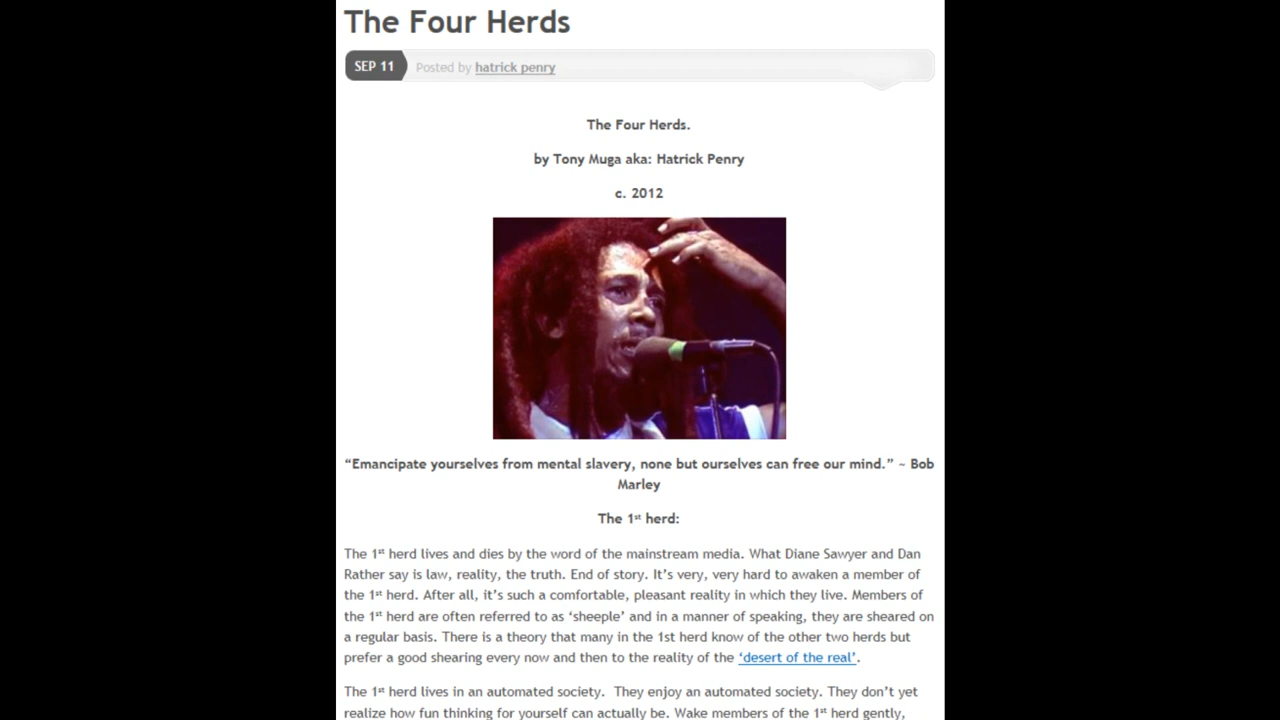 The Four Herds
SEP 11 Posted by hatrick penry
The Four Herds.
by Tony Muga aka: Hatrick Penry
c. 2012
“Emancipate yourselves from mental slavery, none but ourselves can free our mind.” ~ Bob
Marley
The 1st herd:
The 1st herd lives and dies by the word of the mainstream media. What Diane Sawyer and Dan
Rather say is law, reality, the truth. End of story. It’s very, very hard to awaken a member of
the 1st herd. After all, it’s such a comfortable, pleasant reality in which they live. Members of
the 1st herd are often referred to as ‘sheeple’ and in a manner of speaking, they are sheared on
a regular basis. There is a theory that many in the 1st herd know of the other two herds but
prefer a good shearing every now and then to the reality of the ‘desert of the real’.
The 1st herd lives in an automated society.  They enjoy an automated society. They don’t yet
realize how fun thinking for yourself can actually be. Wake members of the 1st herd gently,